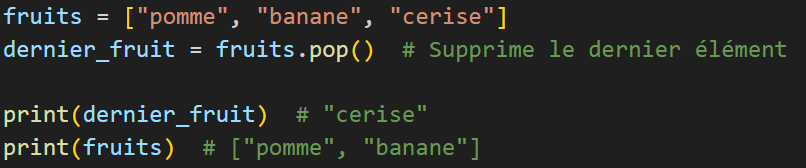 fruits = ["pomme", "banane", "cerise"]
dernier_fruit = fruits.pop()  # Supprime le dernier élément
print(dernier_fruit)  # "cerise"
print(fruits)  # ["pomme", "banane"]